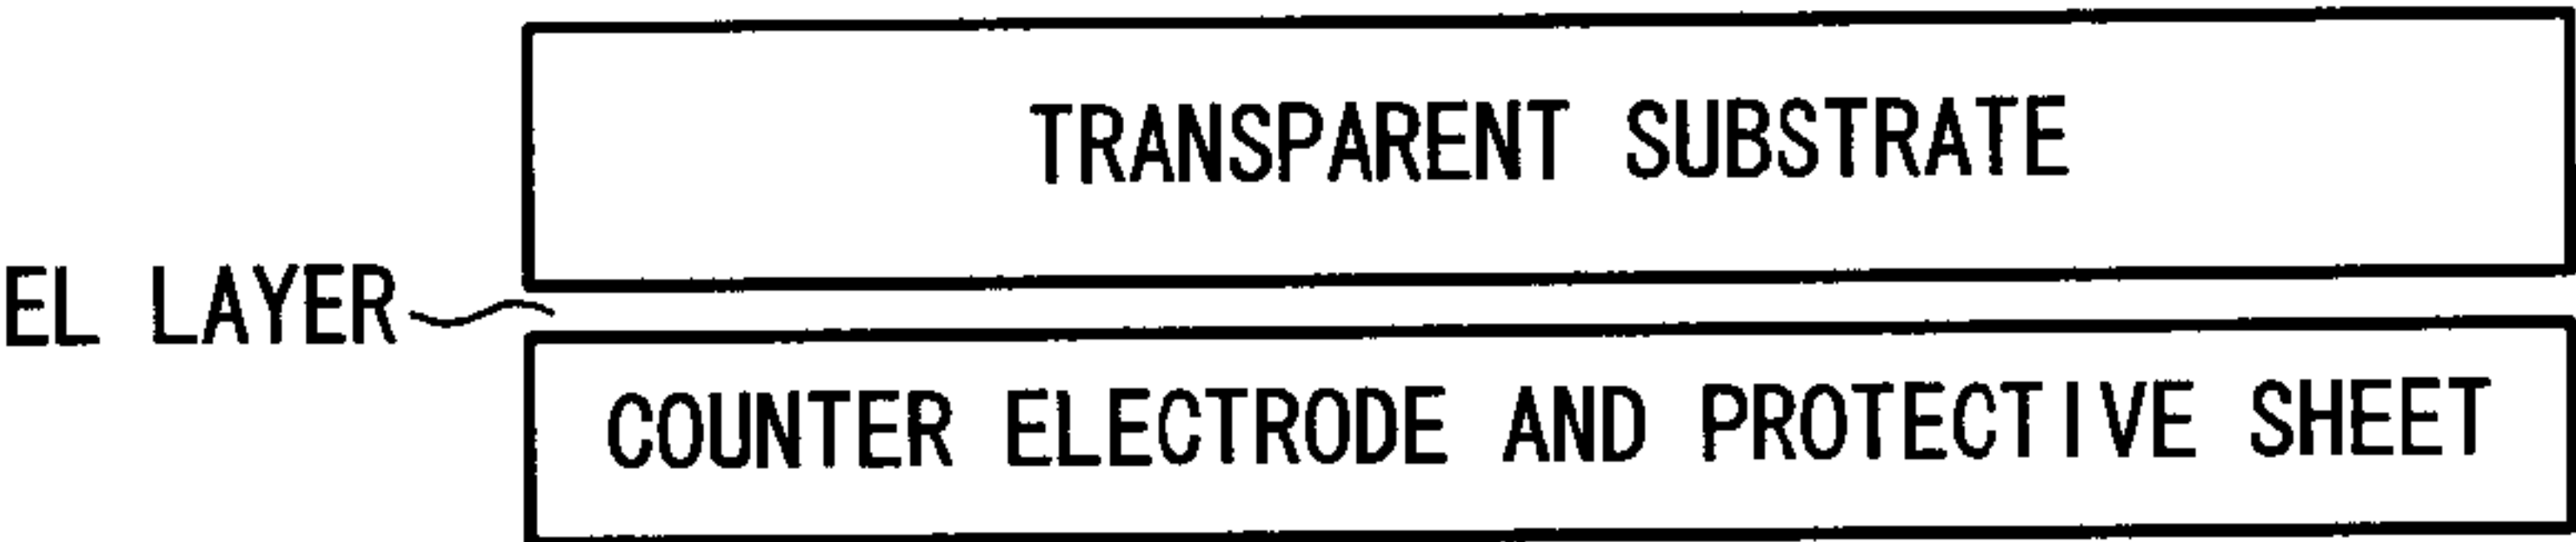 TRANSPARENT SUBSTRATE
EL LAYER
COUNTER ELECTRODE AND PROTECTIVE SHEET